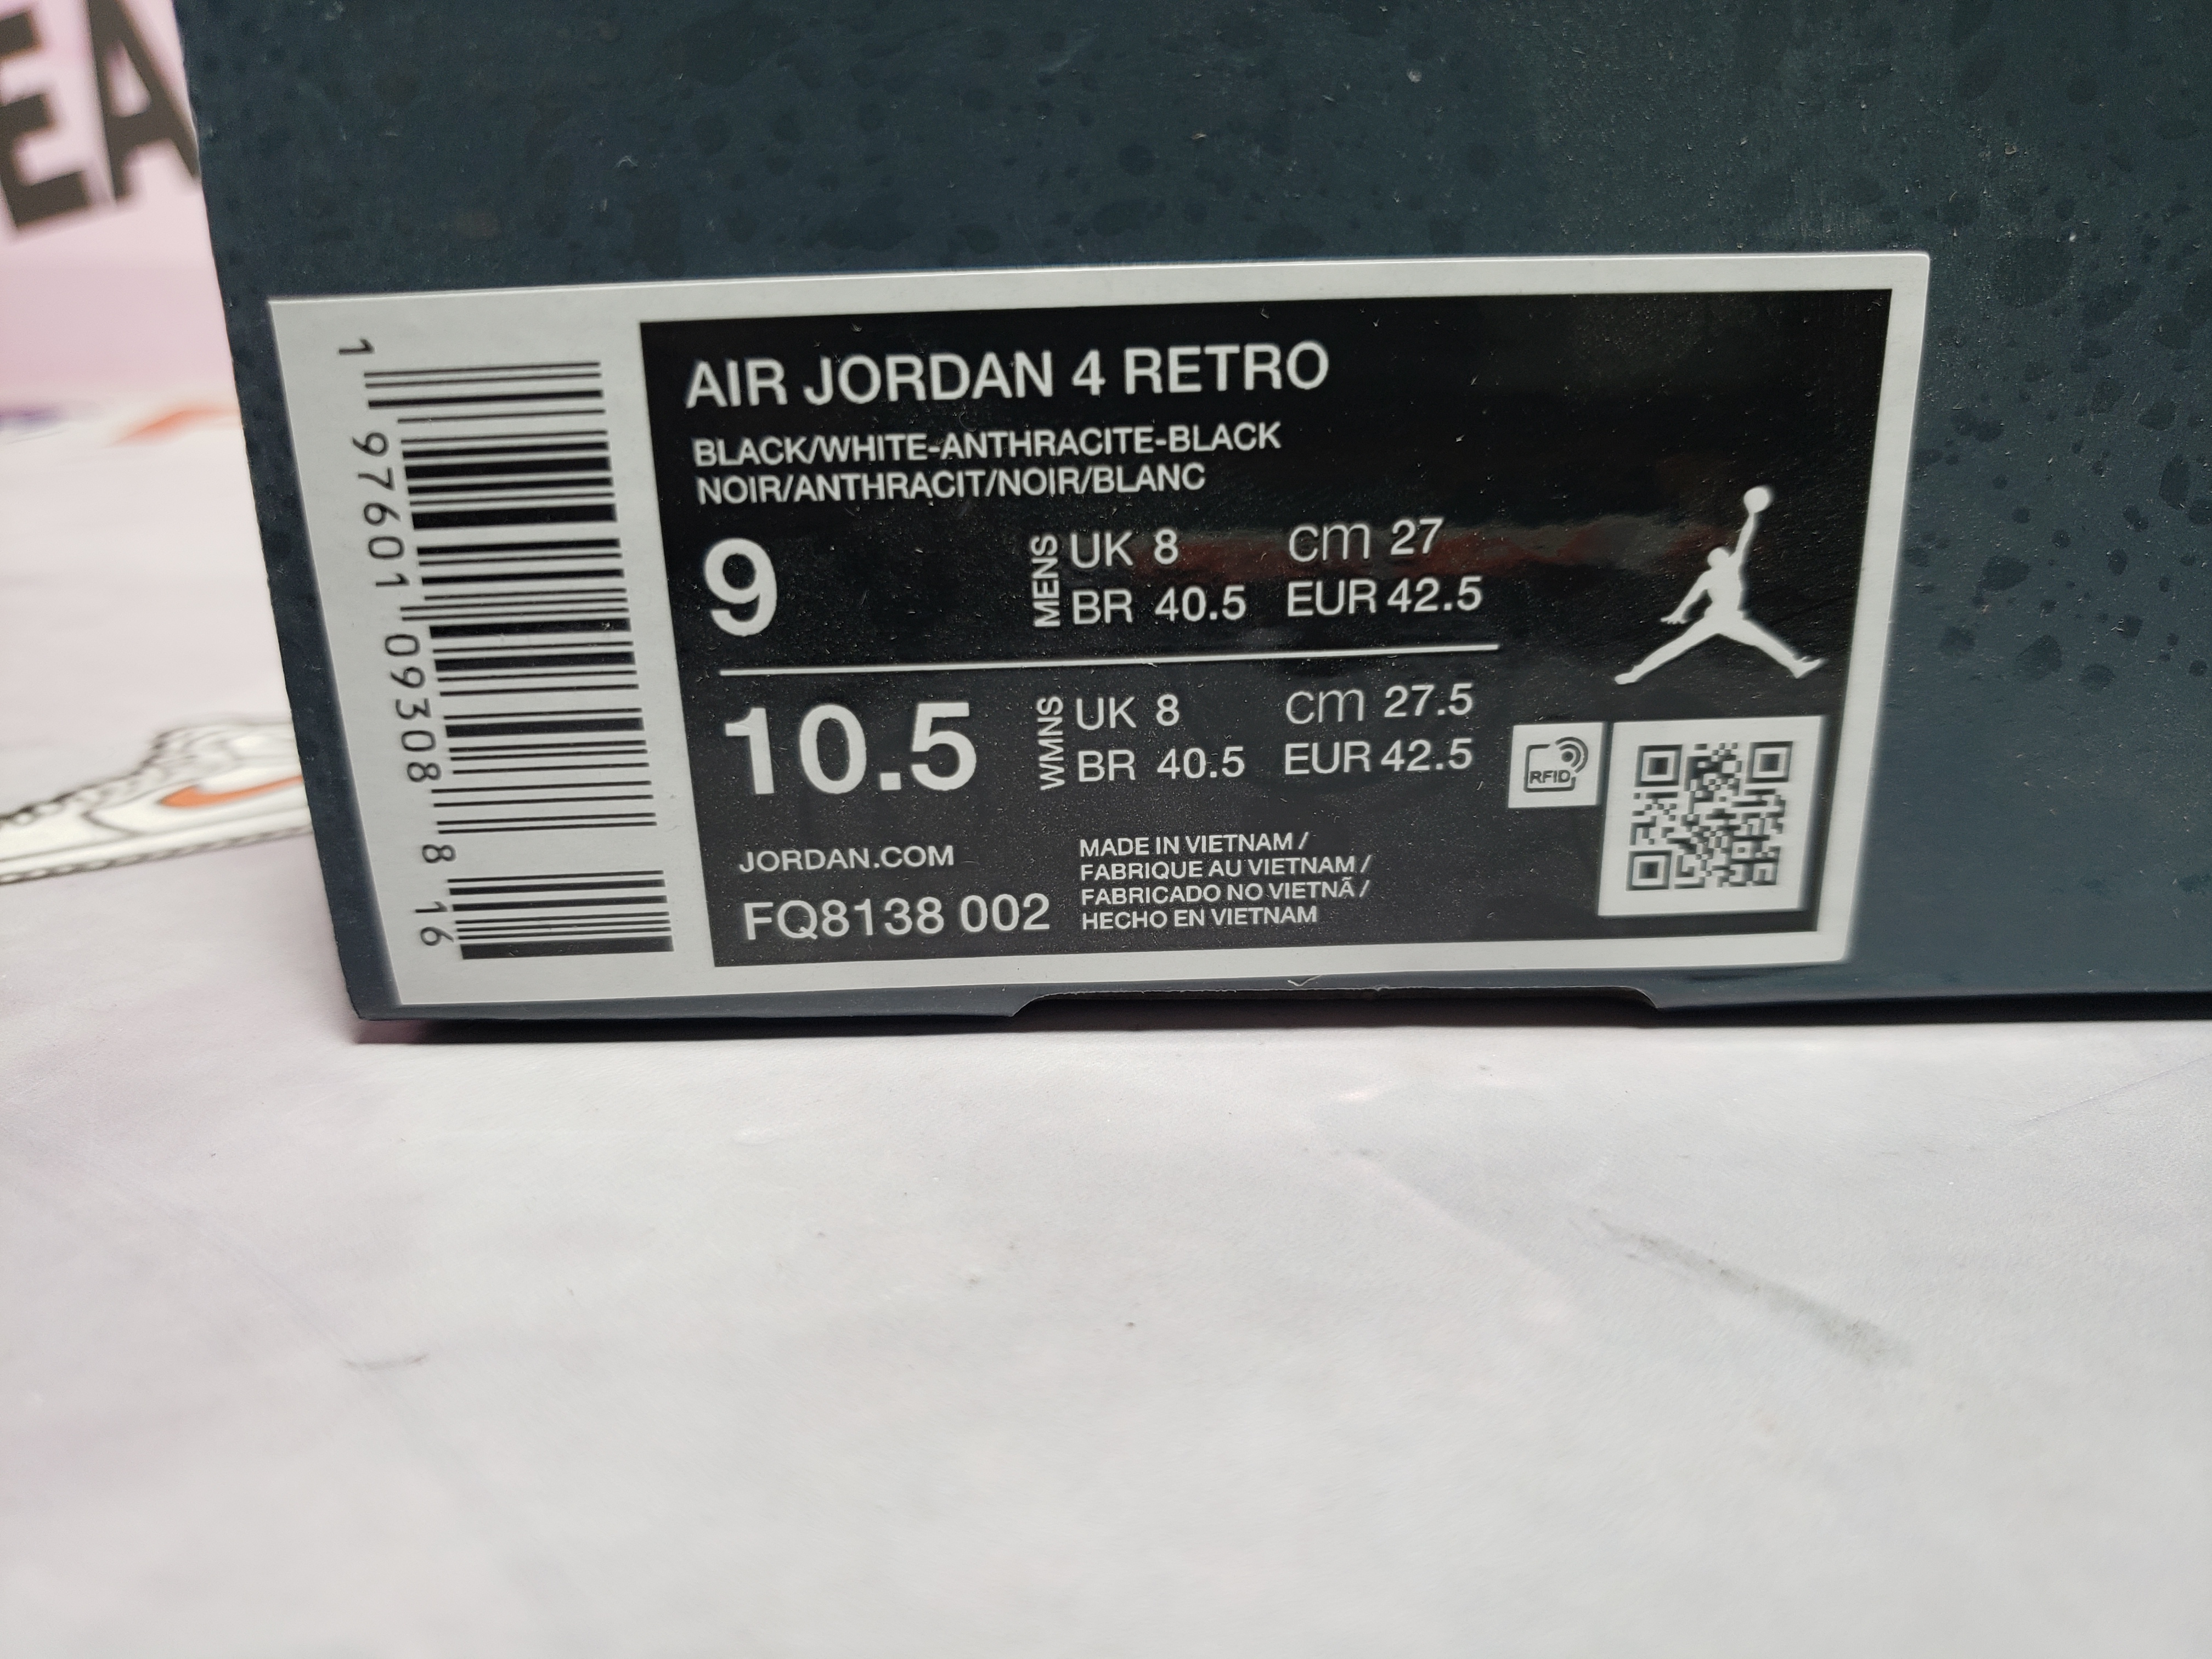 EA
AIR JORDAN 4 RETRO
BLACK/WHITE-ANTHRACITE-BLACK
NOIR/ANTHRACIT/NOIR/BLANC
9 MENS UK 8 cm 27
BR 40.5 EUR 42.5
10.5 WMNS UK 8 cm 27.5
BR 40.5 EUR 42.5
RFID
JORDAN.COM
FQ8138 002
MADE IN VIETNAM /
FABRIQUE AU VIETNAM /
FABRICADO NO VIETNÃ /
HECHO EN VIETNAM
1 97601 09308 8 16